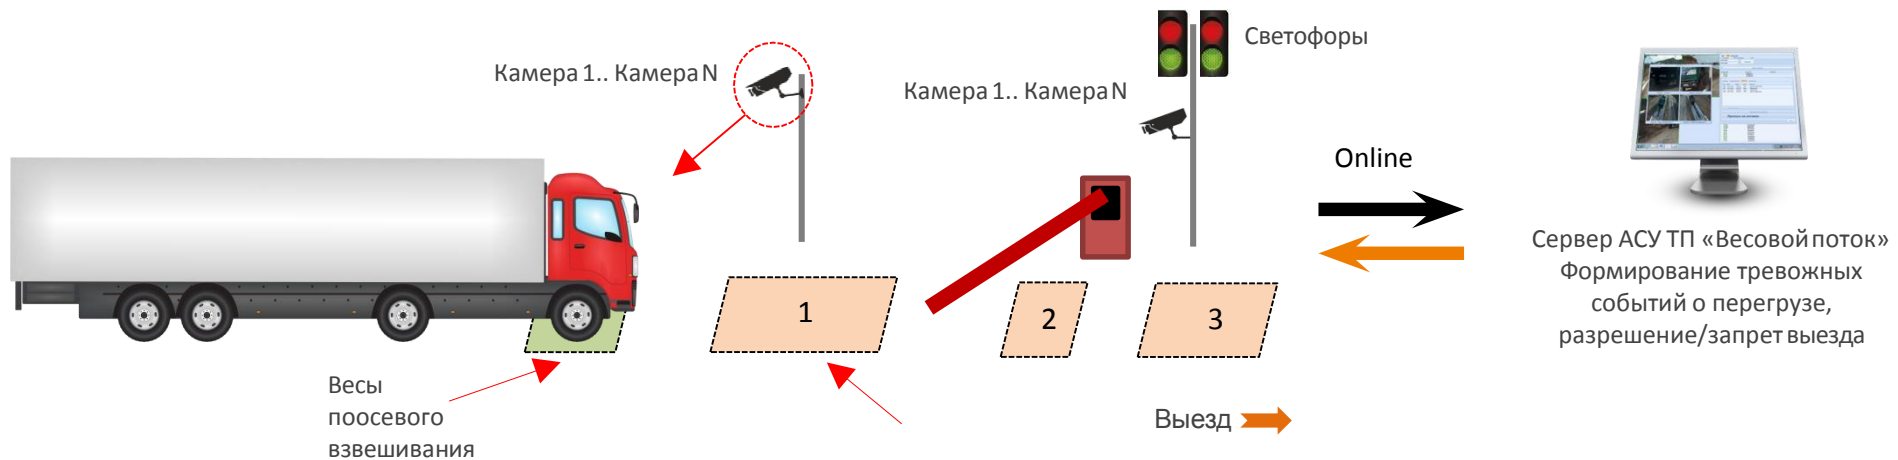 Светофоры
Камера 1.. Камера N
Камера 1.. Камера N
Online
Сервер АСУ ТП «Весовой поток»
Формирование тревожных
событий о перегрузе,
разрешение/запрет выезда
1
2
3
Весы
поосевого
взвешивания
Выезд